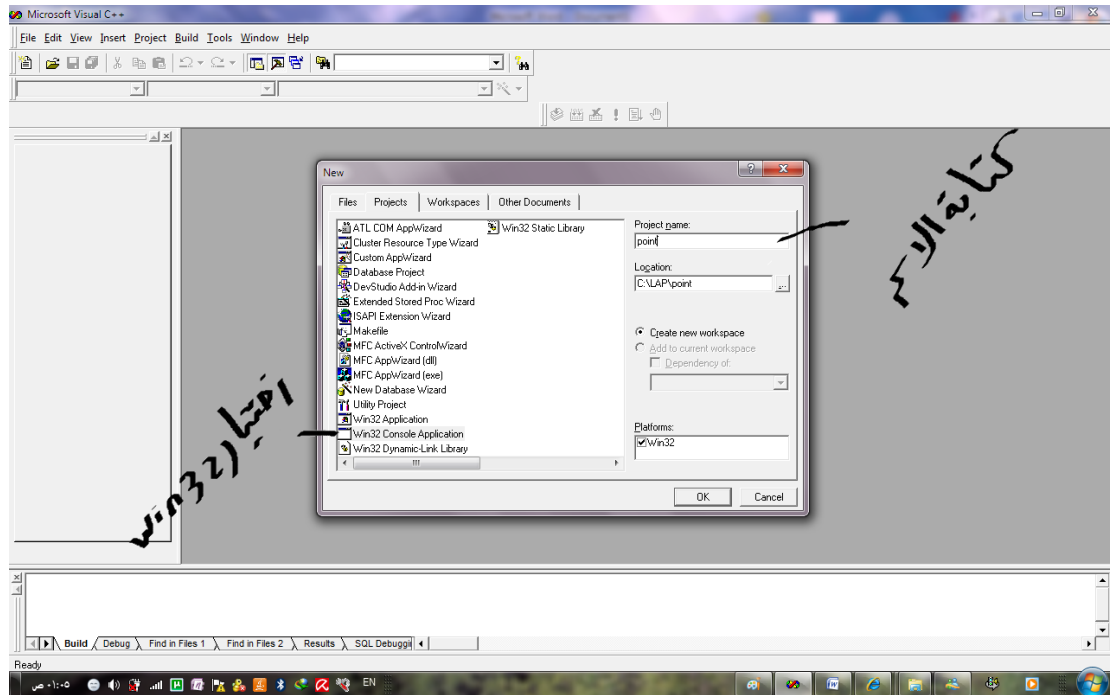 Microsoft Visual C++
File Edit View Insert Project Build Tools Window Help
New
Files Projects Workspaces Other Documents
ATL COM AppWizard
Cluster Resource Type Wizard
Custom AppWizard
Database Project
DevStudio Add-in Wizard
Extended Stored Proc Wizard
ISAPI Extension Wizard
Makefile
MFC ActiveX ControlWizard
MFC AppWizard (dll)
MFC AppWizard (exe)
New Database Wizard
Utility Project
Win32 Application
Win32 Console Application
Win32 Dynamic-Link Library
Win32 Static Library
Project name:
point
Location:
C:\LAP\point
...
Create new workspace
Add to current workspace
Dependency of:
Platforms:
Win32
OK Cancel
كتابة الاسم
اختيار win32
Build Debug Find in Files 1 Find in Files 2 Results SQL Debuggi
Ready
EN
٠١:٠٥ ص